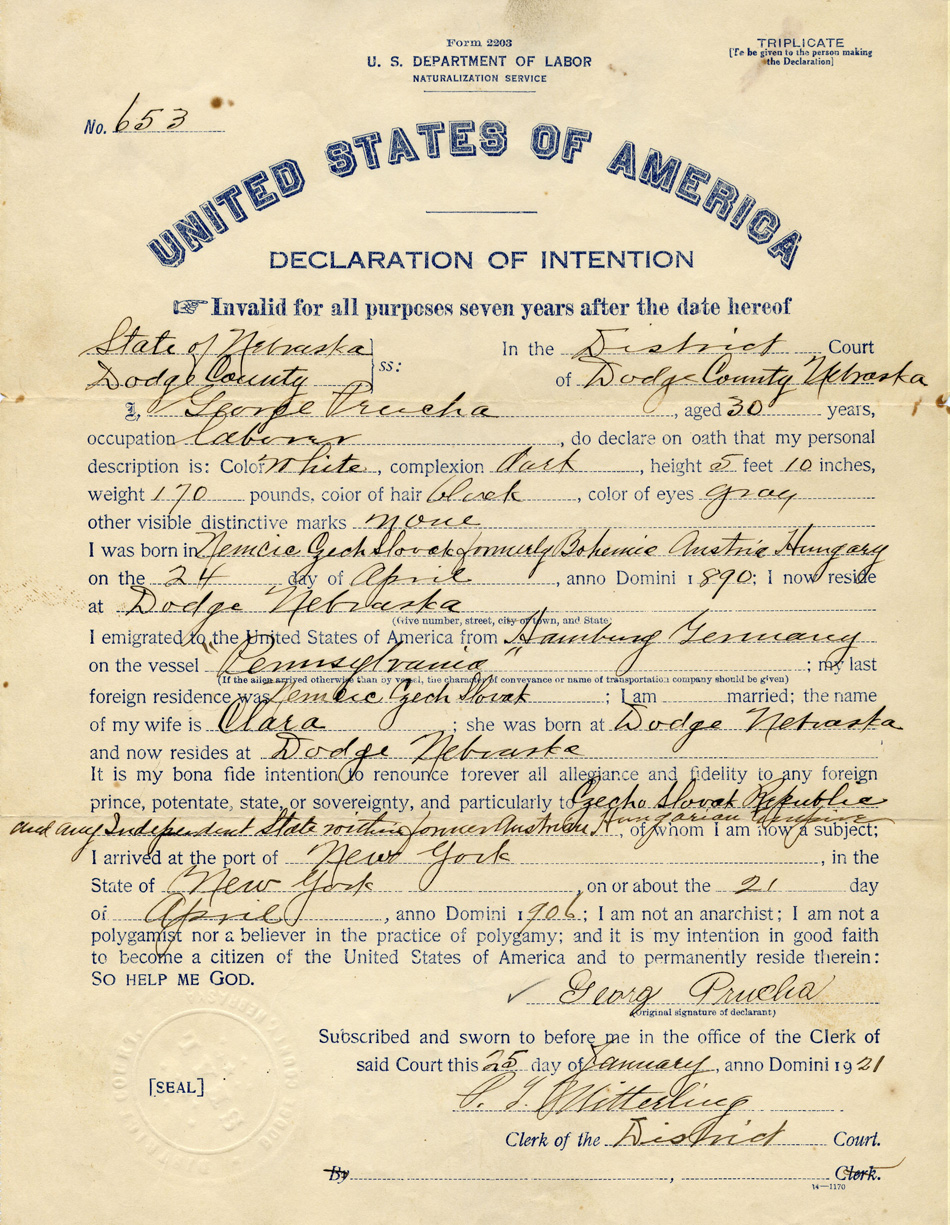 Form 2203
TRIPLICATE
U. S. DEPARTMENT OF LABOR
[To be given to the person making
the Declaration]
NATURALIZATION SERVICE
No. 653
UNITED STATES OF AMERICA
DECLARATION OF INTENTION
☞ Invalid for all purposes seven years after the date hereof
State of Nebraska } ss: In the District Court
Dodge County of Dodge County Nebraska
I, George Prucha, aged 30 years,
occupation laborer, do declare on oath that my personal
description is: Color White, complexion dark, height 5 feet 10 inches,
weight 170 pounds, color of hair black, color of eyes gray
other visible distinctive marks none
I was born in Nemcic Czech Slovak formerly Bohemia Austria Hungary
on the 24 day of April, anno Domini 1890; I now reside
at Dodge Nebraska
(Give number, street, city or town, and State)
I emigrated to the United States of America from Hamburg Germany
on the vessel "Pennsylvania"; my last
(If the alien arrived otherwise than by vessel, the character of conveyance or name of transportation company should be given)
foreign residence was Nemcic Czech Slovak; I am married; the name
of my wife is Clara; she was born at Dodge Nebraska
and now resides at Dodge Nebraska
It is my bona fide intention to renounce forever all allegiance and fidelity to any foreign
prince, potentate, state, or sovereignty, and particularly to Czecho Slovak Republic
and any Independent State within former Austrian Hungarian Empire, of whom I am now a subject;
I arrived at the port of New York, in the
State of New York, on or about the 21 day
of April, anno Domini 1906; I am not an anarchist; I am not a
polygamist nor a believer in the practice of polygamy; and it is my intention in good faith
to become a citizen of the United States of America and to permanently reside therein:
SO HELP ME GOD.
Georg Prucha
(Original signature of declarant)
Subscribed and sworn to before me in the office of the Clerk of
said Court this 25 day of January, anno Domini 1921
[SEAL]
Mitterling
Clerk of the District Court.
By , Clerk.
14—1170